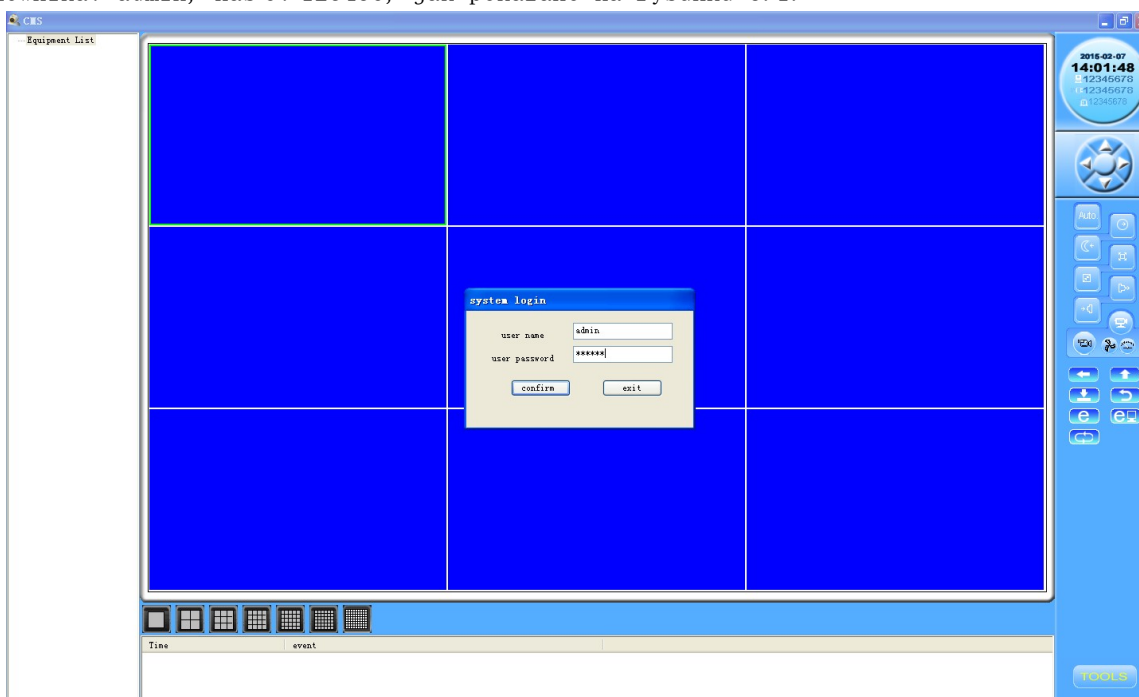 CMS
Equipment List
2015-02-07
14:01:48
12345678
12345678
12345678
Auto
system login
user name admin
user password ******
confirm exit
Time event
TOOLS